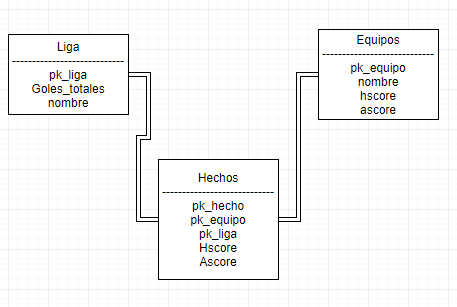 Liga
pk_liga
Goles_totales
nombre
Equipos
pk_equipo
nombre
hscore
ascore
Hechos
pk_hecho
pk_equipo
pk_liga
Hscore
Ascore